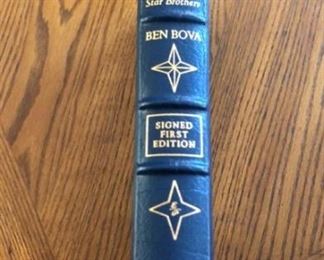 Star Brothers
BEN BOVA
SIGNED
FIRST
EDITION